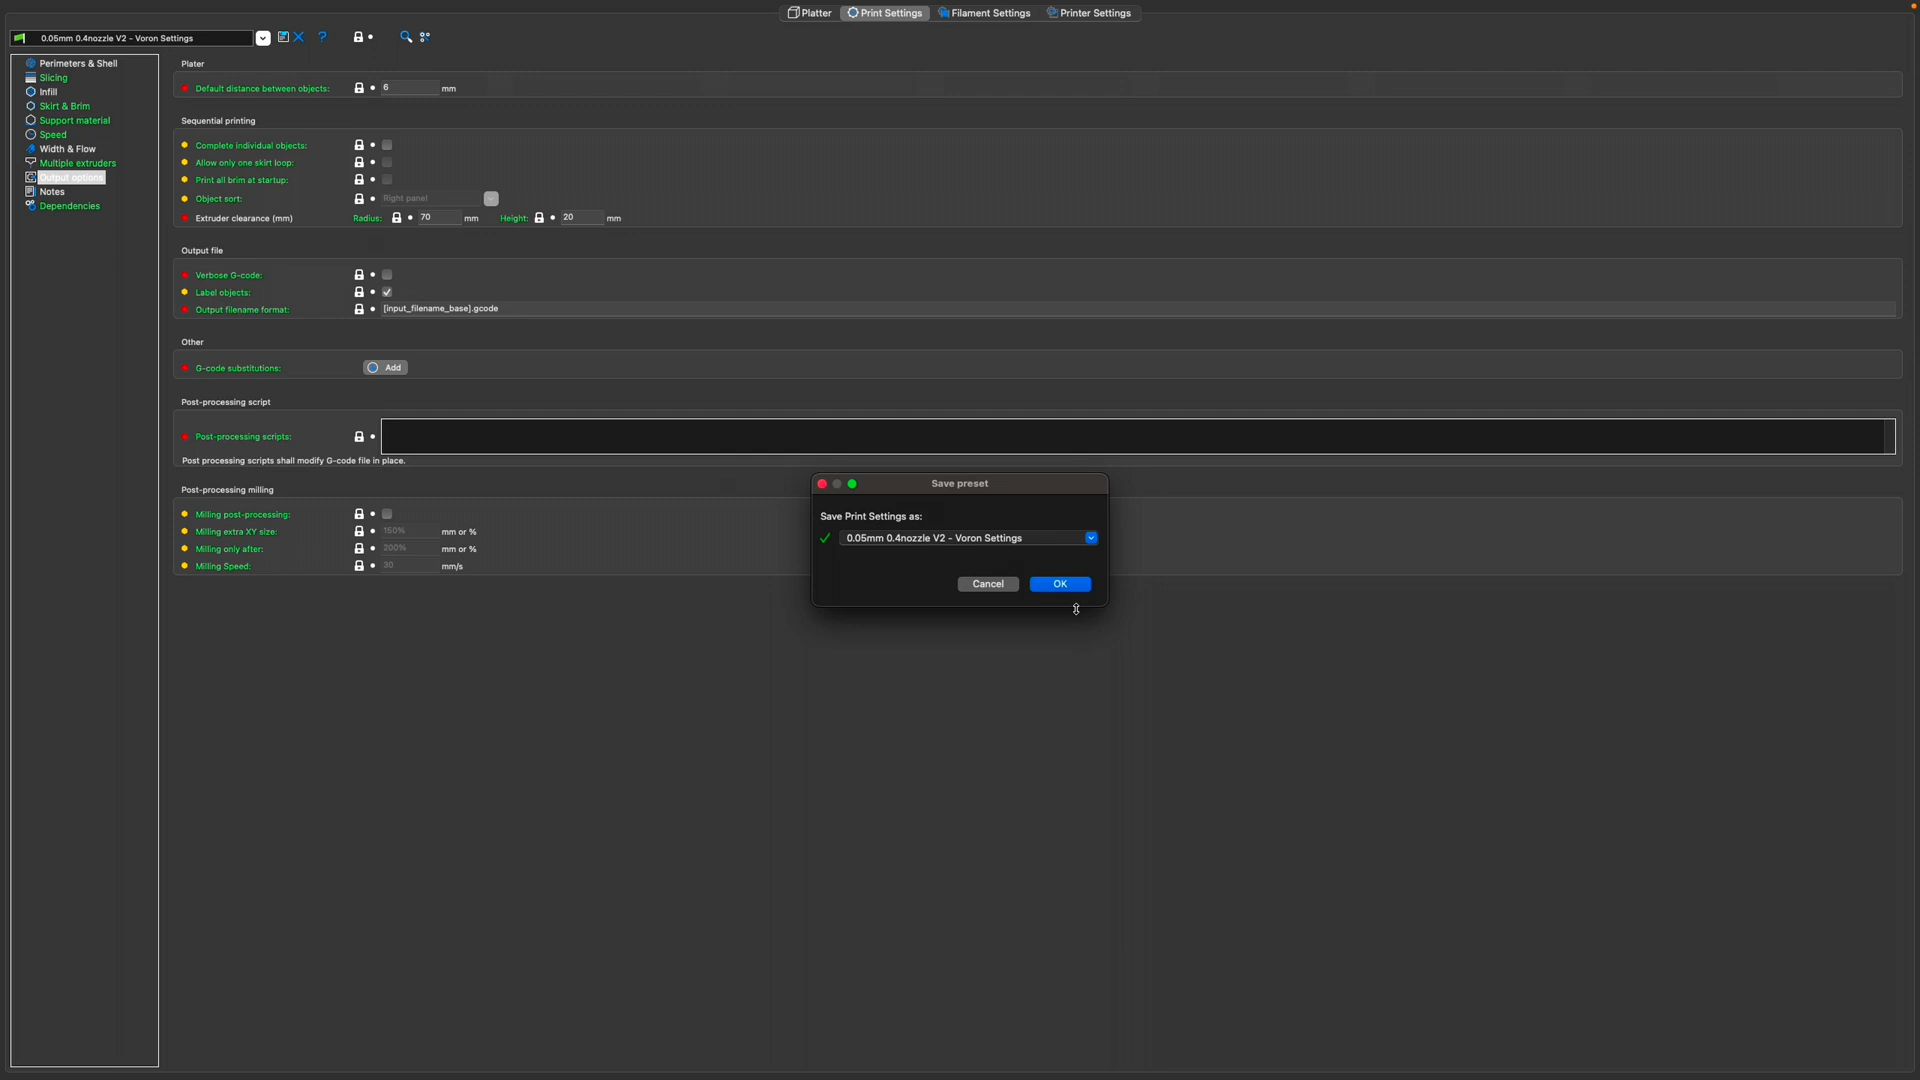 Platter Print Settings Filament Settings Printer Settings
0.05mm 0.4nozzle V2 - Voron Settings ?
Perimeters & Shell
Slicing
Infill
Skirt & Brim
Support material
Speed
Width & Flow
Multiple extruders
Output options
Notes
Dependencies
Plater
Default distance between objects: 6 mm
Sequential printing
Complete individual objects:
Allow only one skirt loop:
Print all brim at startup:
Object sort: Right panel
Extruder clearance (mm) Radius: 70 mm Height: 20 mm
Output file
Verbose G-code:
Label objects:
Output filename format: [input_filename_base].gcode
Other
G-code substitutions: Add
Post-processing script
Post-processing scripts:
Post processing scripts shall modify G-code file in place.
Post-processing milling
Milling post-processing:
Milling extra XY size: 150% mm or %
Milling only after: 200% mm or %
Milling Speed: 30 mm/s
Save preset
Save Print Settings as:
0.05mm 0.4nozzle V2 - Voron Settings
Cancel OK